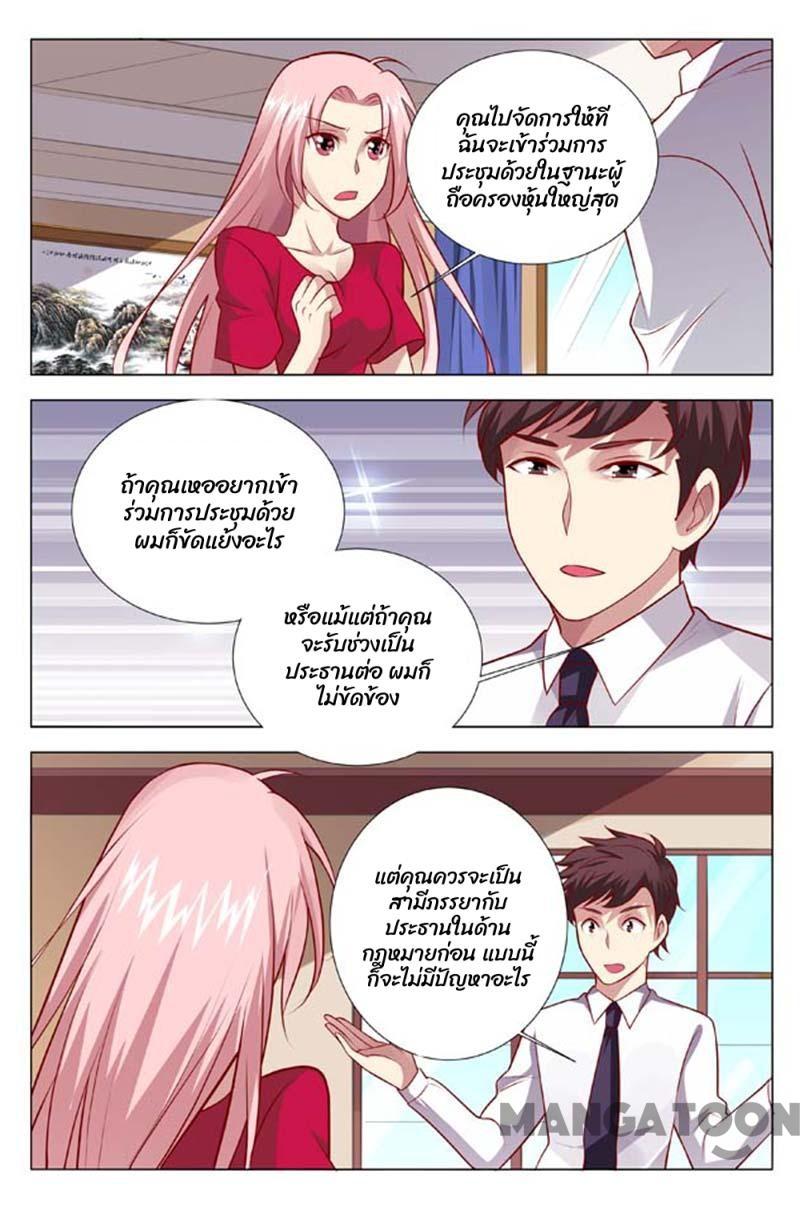 คุณไปจัดการให้ที
ฉันจะเข้าร่วมการ
ประชุมด้วยในฐานะผู้
ถือครองหุ้นใหญ่สุด
ถ้าคุณเหออยากเข้า
ร่วมการประชุมด้วย
ผมก็ขัดแย้งอะไร
หรือแม้แต่ถ้าคุณ
จะรับช่วงเป็น
ประธานต่อ ผมก็
ไม่ขัดข้อง
แต่คุณควรจะเป็น
สามีภรรยากับ
ประธานในด้าน
กฎหมายก่อน แบบนี้
ก็จะไม่มีปัญหาอะไร
MANGATOON